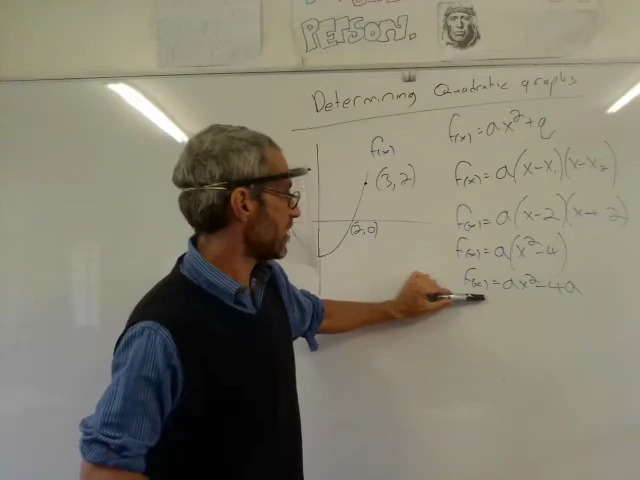 PERSON.
Determining Quadratic graphs
f(x)
(3, 2)
(2,0)
f(x) = ax² + q
f(x) = a(x-x₁)(x-x₂)
f(x) = a(x-2)(x+2)
f(x) = a(x²-4)
f(x) = ax²-4a